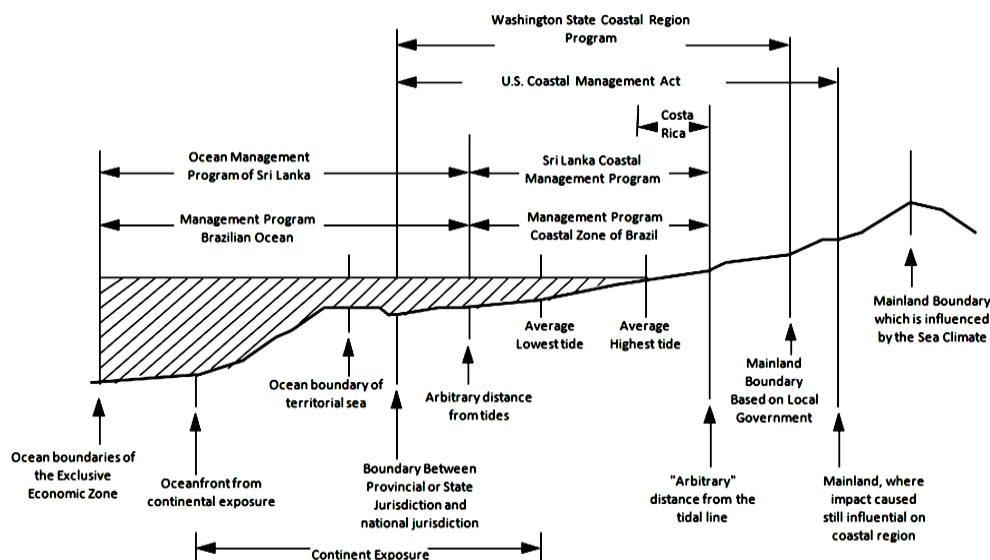 Washington State Coastal Region
Program
U.S. Coastal Management Act
Costa
Rica
Ocean Management
Program of Sri Lanka
Sri Lanka Coastal
Management Program
Management Program
Brazilian Ocean
Management Program
Coastal Zone of Brazil
Average
Lowest tide
Average
Highest tide
Mainland Boundary
which is influenced
by the Sea Climate
Ocean boundary of
territorial sea
Arbitrary distance
from tides
Mainland
Boundary
Based on Local
Government
Ocean boundaries of
the Exclusive
Economic Zone
Oceanfront from
continental exposure
Boundary Between
Provincial or State
Jurisdiction and
national jurisdiction
"Arbitrary"
distance from the
tidal line
Mainland, where
impact caused
still influential on
coastal region
Continent Exposure